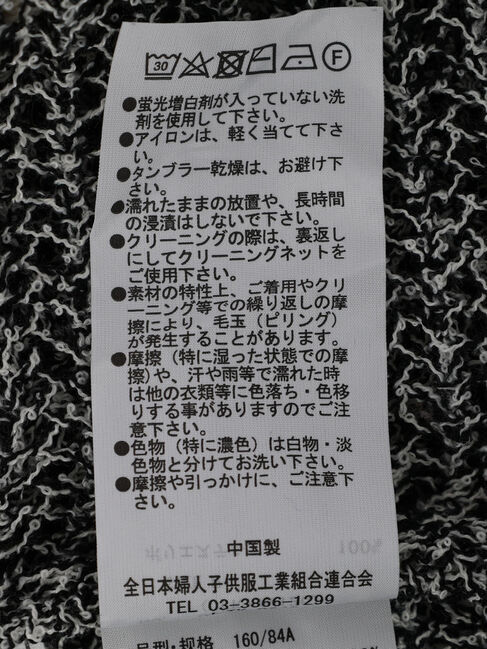 30 F
●蛍光増白剤が入っていない洗
剤を使用して下さい。
●アイロンは、軽く当てて下さ
い。
●タンブラー乾燥は、お避け下
さい。
●濡れたままの放置や、長時間
の浸漬はしないで下さい。
●クリーニングの際は、裏返し
にしてクリーニングネットを
ご使用下さい。
●素材の特性上、ご着用やクリ
ーニング等での繰り返しの摩
擦により、毛玉（ピリング）
が発生することがあります。
●摩擦（特に湿った状態での摩
擦)や、汗や雨等で濡れた時
は他の衣類等に色落ち・色移
りする事がありますのでご注
意下さい。
●色物（特に濃色）は白物・淡
色物と分けてお洗い下さい。
●摩擦や引っかけに、ご注意下
さい。
ポリエステ 100%
中国製
全日本婦人子供服工業組合連合会
TEL 03-3866-1299
号型·规格 160/84A